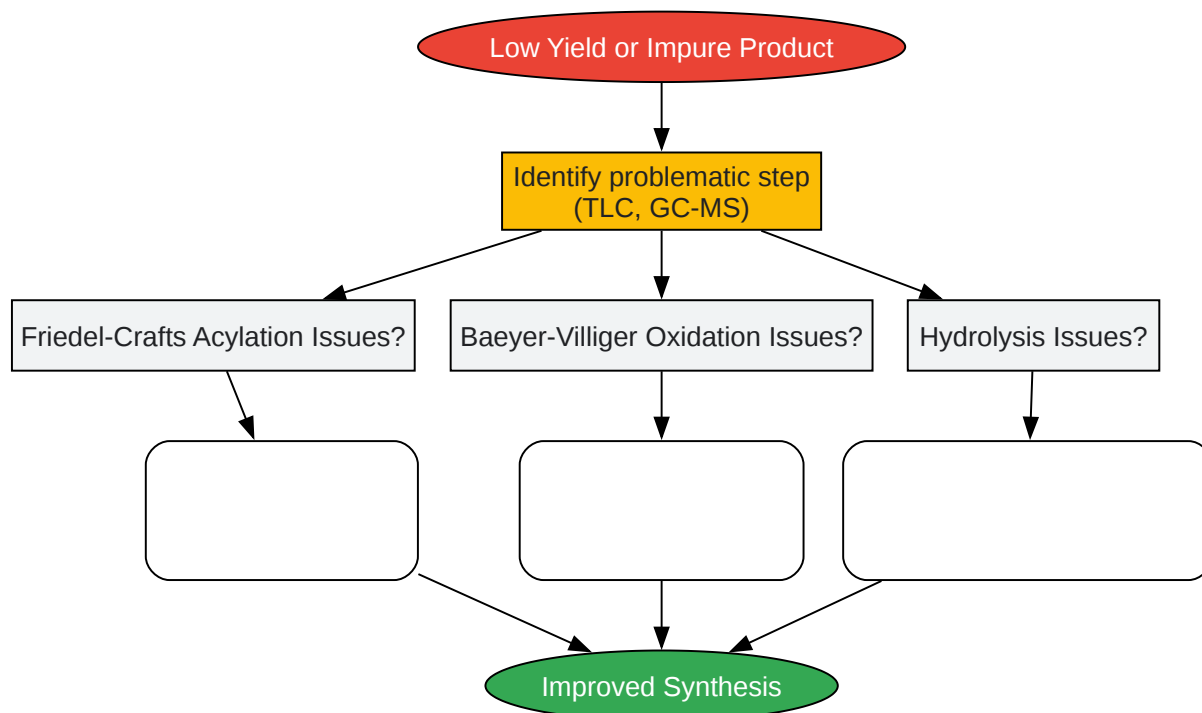 Low Yield or Impure Product
Identify problematic step
(TLC, GC-MS)
Friedel-Crafts Acylation Issues?
Baeyer-Villiger Oxidation Issues?
Hydrolysis Issues?
Improved Synthesis